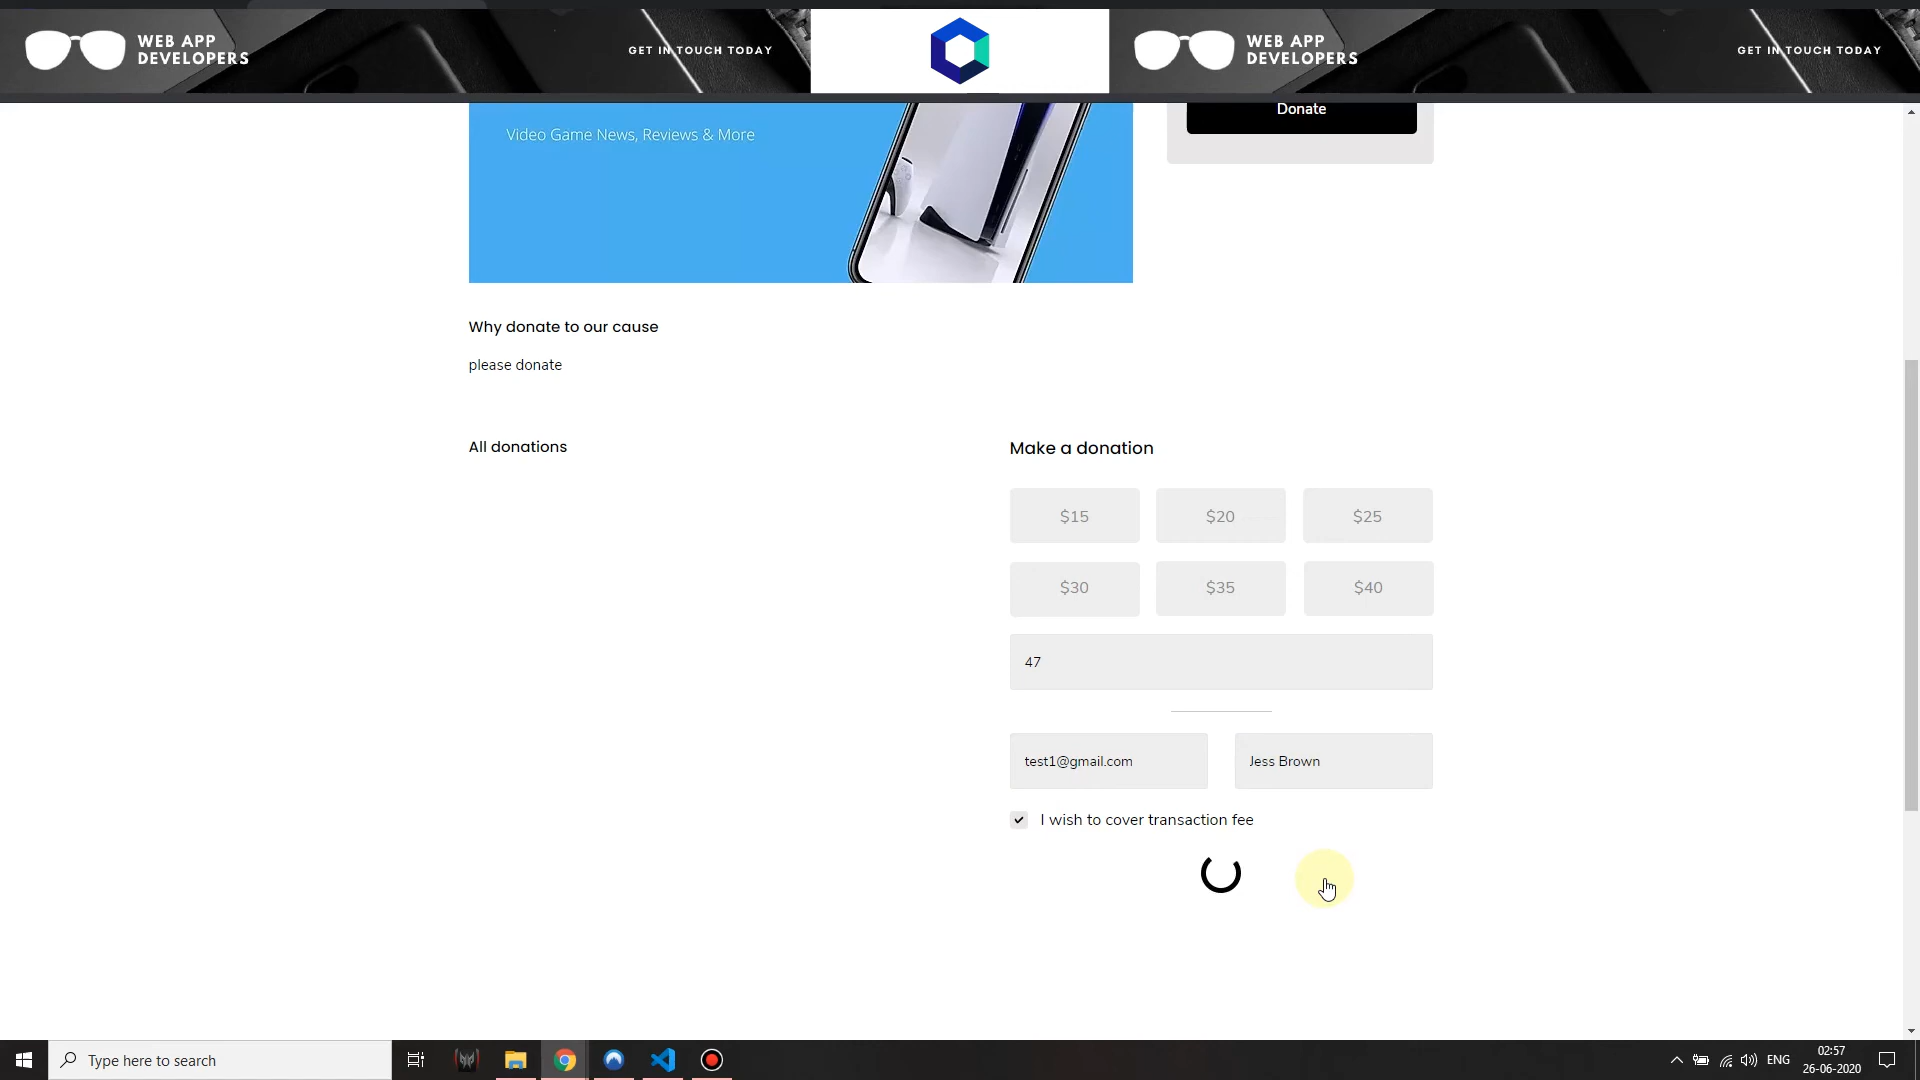 WEB APP
DEVELOPERS
GET IN TOUCH TODAY
WEB APP
DEVELOPERS
GET IN TOUCH TODAY
Video Game News, Reviews & More
Donate
Why donate to our cause
please donate
All donations
Make a donation
$15
$20
$25
$30
$35
$40
47
test1@gmail.com
Jess Brown
I wish to cover transaction fee
Type here to search
ENG
02:57
26-06-2020